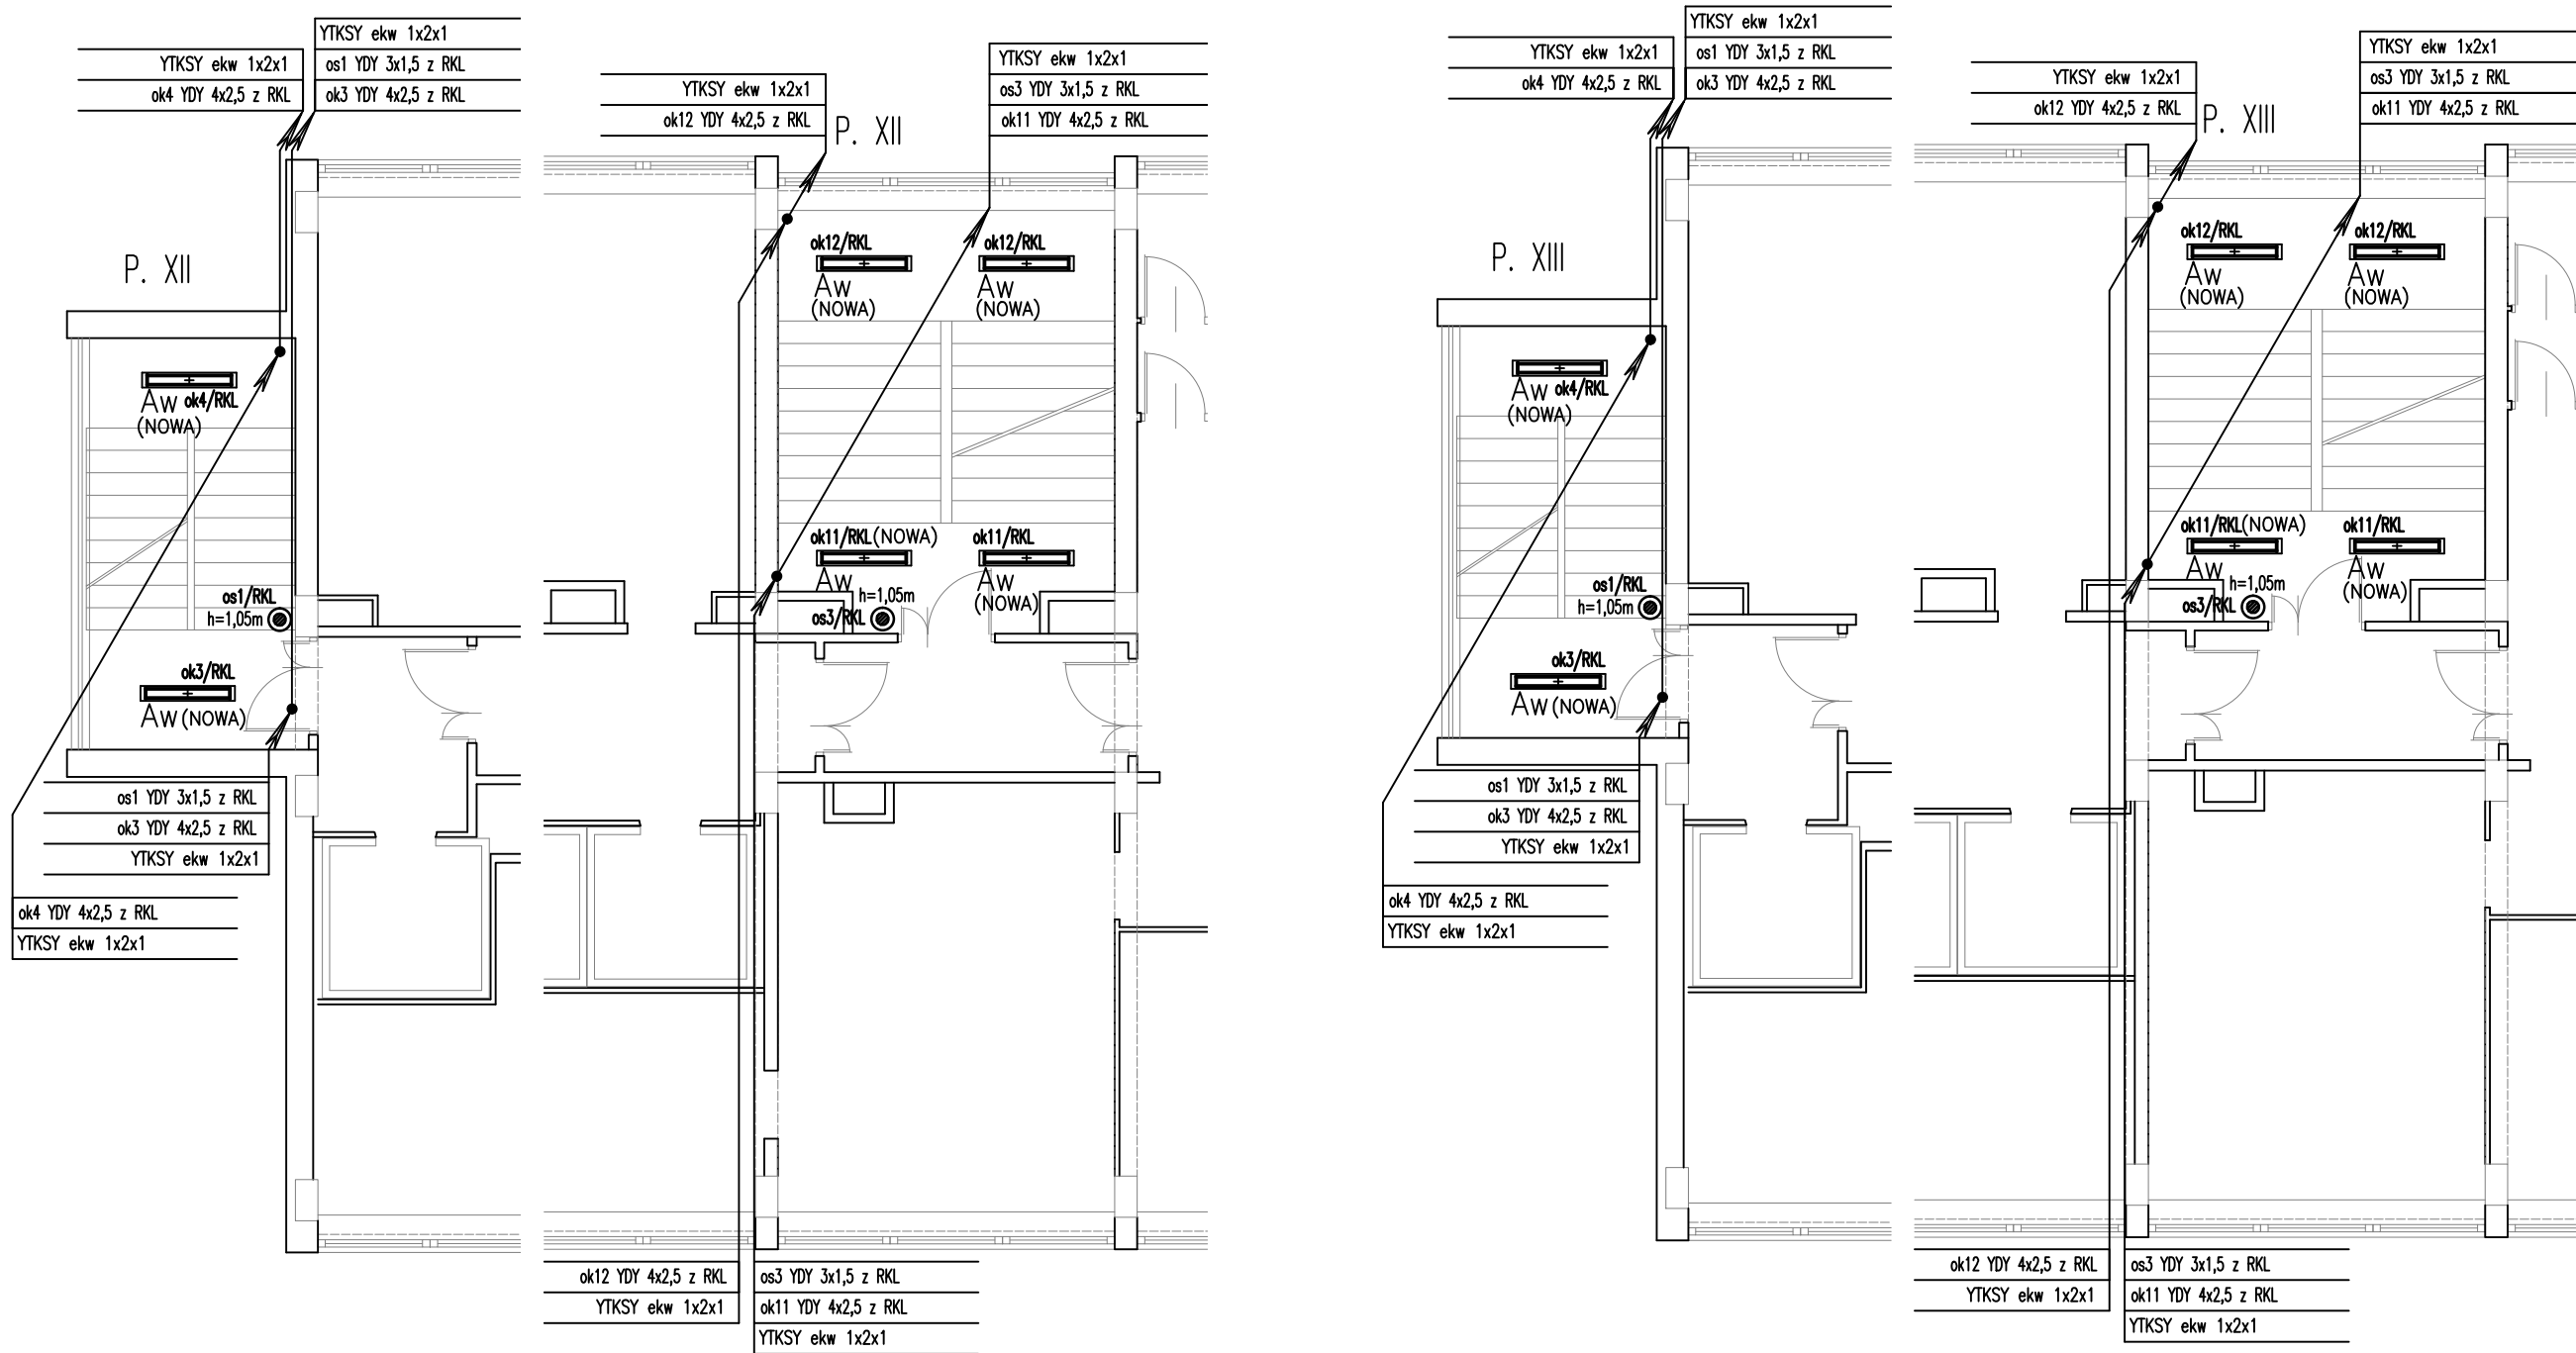 YTKSY ekw 1x2x1
ok4 YDY 4x2,5 z RKL
YTKSY ekw 1x2x1
os1 YDY 3x1,5 z RKL
ok3 YDY 4x2,5 z RKL
YTKSY ekw 1x2x1
ok12 YDY 4x2,5 z RKL
P. XII
YTKSY ekw 1x2x1
os3 YDY 3x1,5 z RKL
ok11 YDY 4x2,5 z RKL
P. XII
Aw ok4/RKL
(NOWA)
os1/RKL
h=1,05m
ok3/RKL
Aw (NOWA)
os1 YDY 3x1,5 z RKL
ok3 YDY 4x2,5 z RKL
YTKSY ekw 1x2x1
ok4 YDY 4x2,5 z RKL
YTKSY ekw 1x2x1
ok12/RKL
Aw
(NOWA)
ok12/RKL
Aw
(NOWA)
ok11/RKL (NOWA)
Aw
h=1,05m
os3/RKL
ok11/RKL
Aw
(NOWA)
ok12 YDY 4x2,5 z RKL
YTKSY ekw 1x2x1
os3 YDY 3x1,5 z RKL
ok11 YDY 4x2,5 z RKL
YTKSY ekw 1x2x1
YTKSY ekw 1x2x1
ok4 YDY 4x2,5 z RKL
YTKSY ekw 1x2x1
os1 YDY 3x1,5 z RKL
ok3 YDY 4x2,5 z RKL
YTKSY ekw 1x2x1
ok12 YDY 4x2,5 z RKL
P. XIII
YTKSY ekw 1x2x1
os3 YDY 3x1,5 z RKL
ok11 YDY 4x2,5 z RKL
P. XIII
Aw ok4/RKL
(NOWA)
os1/RKL
h=1,05m
ok3/RKL
Aw (NOWA)
os1 YDY 3x1,5 z RKL
ok3 YDY 4x2,5 z RKL
YTKSY ekw 1x2x1
ok4 YDY 4x2,5 z RKL
YTKSY ekw 1x2x1
ok12/RKL
Aw
(NOWA)
ok12/RKL
Aw
(NOWA)
ok11/RKL (NOWA)
Aw
h=1,05m
os3/RKL
ok11/RKL
Aw
(NOWA)
ok12 YDY 4x2,5 z RKL
YTKSY ekw 1x2x1
os3 YDY 3x1,5 z RKL
ok11 YDY 4x2,5 z RKL
YTKSY ekw 1x2x1